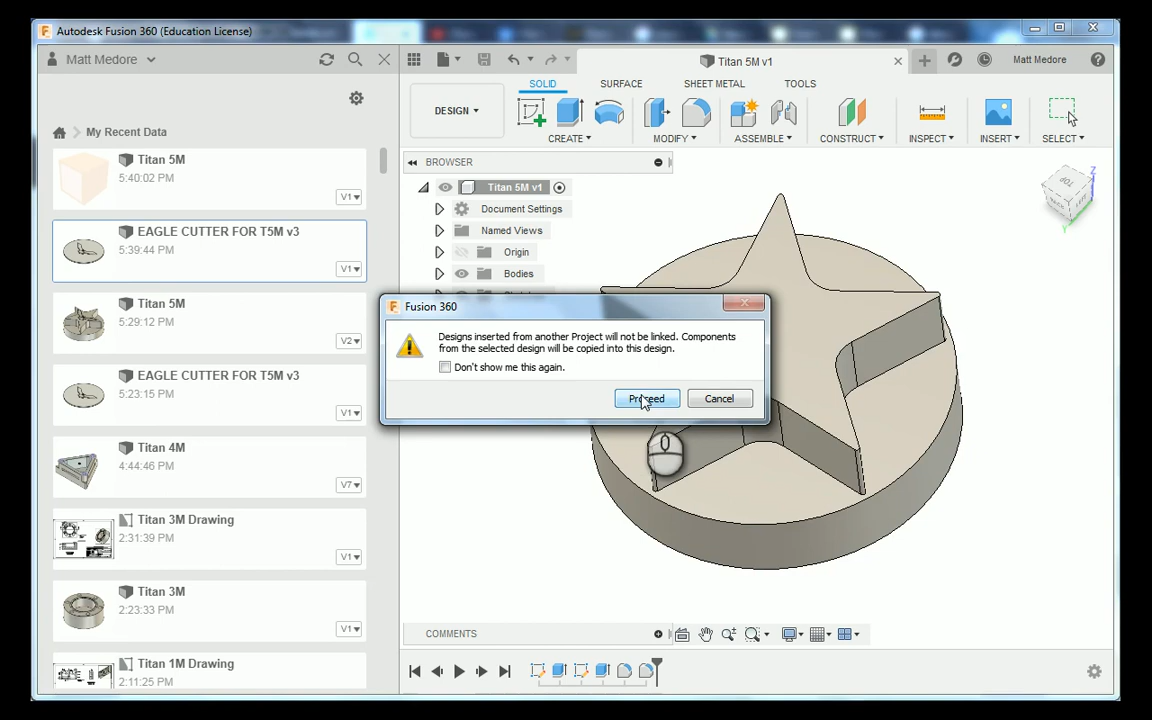 Autodesk Fusion 360 (Education License)
Matt Medore
Titan 5M v1
Matt Medore
SOLID
SURFACE
SHEET METAL
TOOLS
DESIGN
CREATE
MODIFY
ASSEMBLE
CONSTRUCT
INSPECT
INSERT
SELECT
My Recent Data
BROWSER
Titan 5M
5:40:02 PM
V1
Titan 5M v1
Document Settings
Named Views
Origin
Bodies
TOP
BACK
LEFT
Z
Y
EAGLE CUTTER FOR T5M v3
5:39:44 PM
V1
Titan 5M
5:29:12 PM
V2
EAGLE CUTTER FOR T5M v3
5:23:15 PM
V1
Titan 4M
4:44:46 PM
V7
Titan 3M Drawing
2:31:39 PM
V1
Titan 3M
2:23:33 PM
V1
Titan 1M Drawing
2:11:25 PM
Fusion 360
Designs inserted from another Project will not be linked. Components
from the selected design will be copied into this design.
Don't show me this again.
Proceed
Cancel
COMMENTS